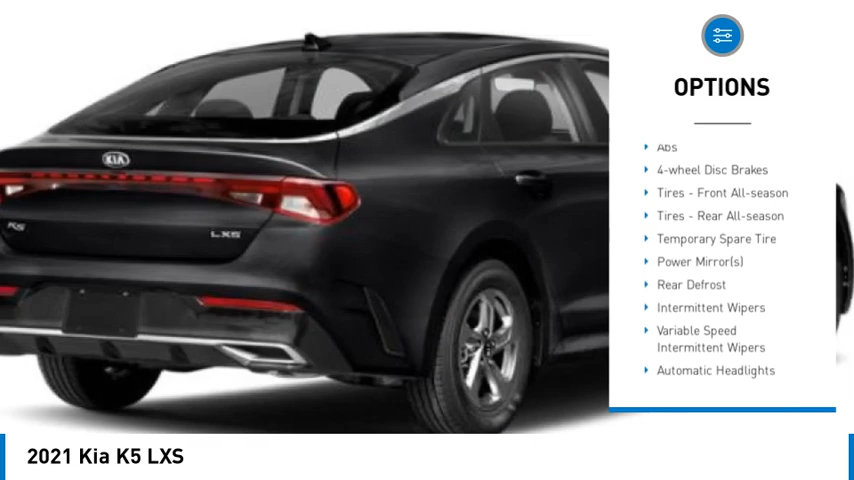 OPTIONS
Abs
4-wheel Disc Brakes
Tires - Front All-season
Tires - Rear All-season
Temporary Spare Tire
Power Mirror(s)
Rear Defrost
Intermittent Wipers
Variable Speed
Intermittent Wipers
Automatic Headlights
KIA
K5
LXS
2021 Kia K5 LXS